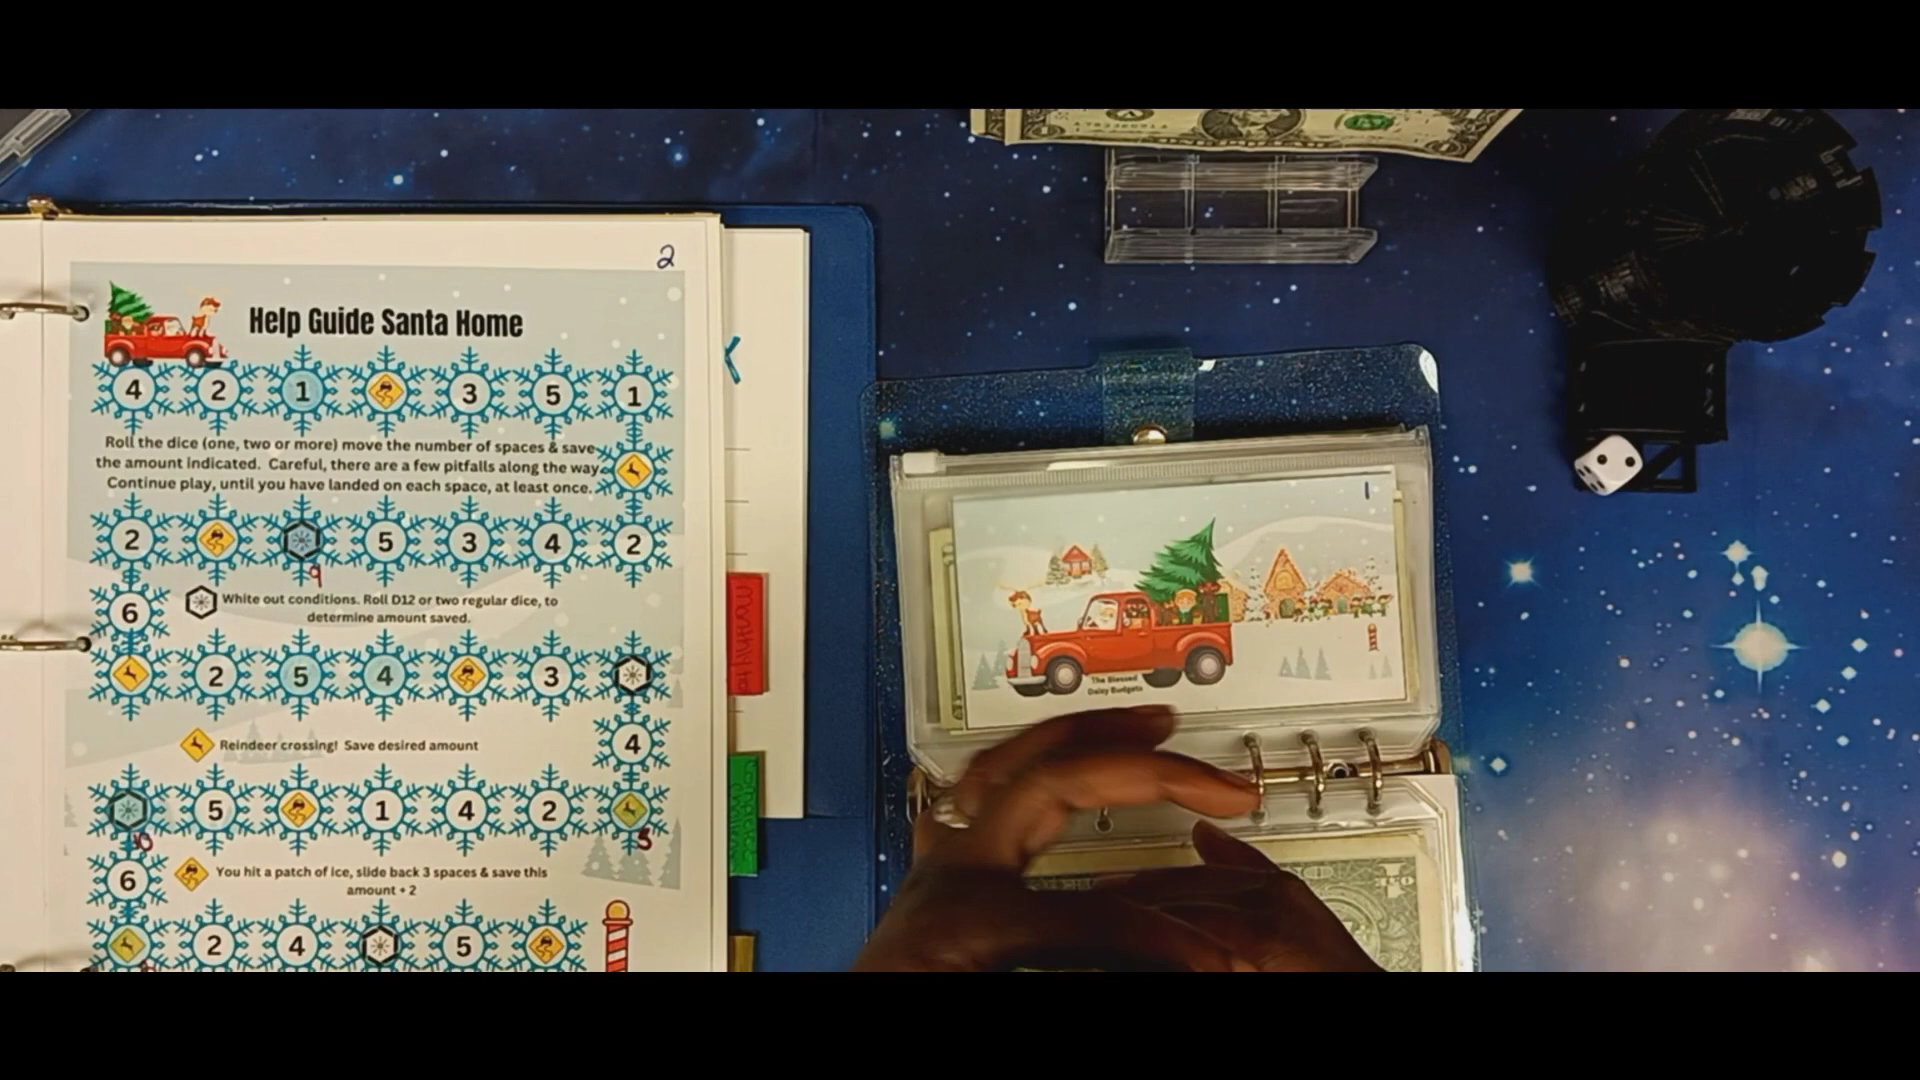 2
Help Guide Santa Home
4 2 1 3 5 1
Roll the dice (one, two or more) move the number of spaces & save
the amount indicated. Careful, there are a few pitfalls along the way.
Continue play, until you have landed on each space, at least once.
2 5 3 4 2
9
6
White out conditions. Roll D12 or two regular dice, to
determine amount saved.
2 5 4 3
Reindeer crossing! Save desired amount
4
5 1 4 2
10
5
6
You hit a patch of ice, slide back 3 spaces & save this
amount + 2
2 4 5
1
The Blessed
Daisy Budgets